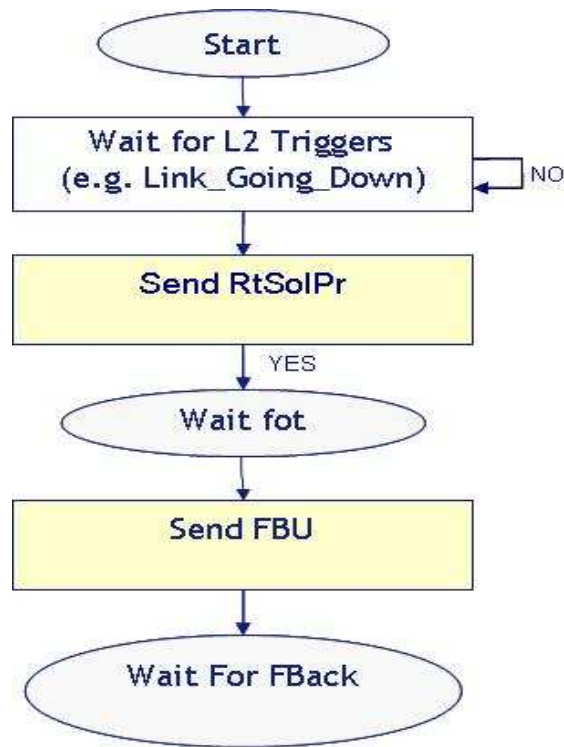 Start
Wait for L2 Triggers
(e.g. Link_Going_Down)
NO
Send RtSolPr
YES
Wait fot
Send FBU
Wait For FBack